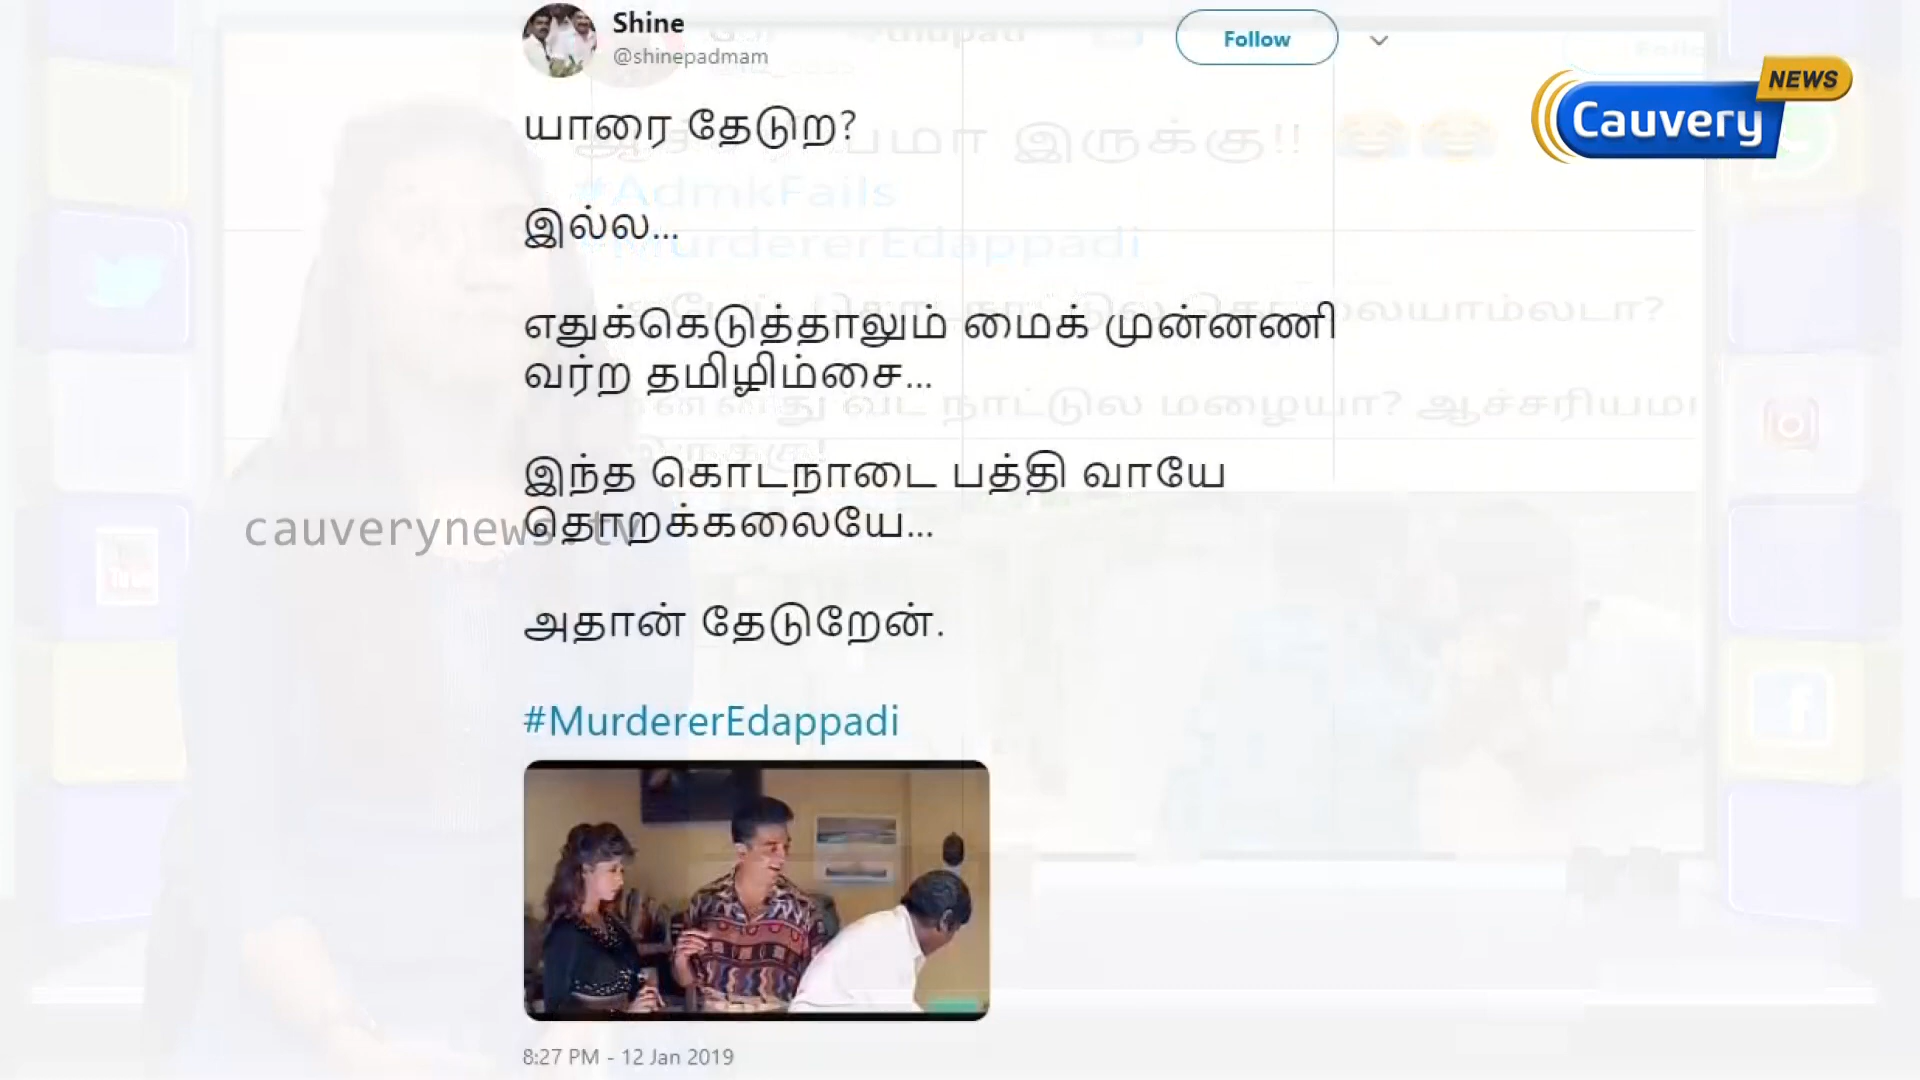 Shine
@shinepadmam
Follow
NEWS
Cauvery
யாரை தேடுற?
இல்ல...
#AdmkFails
#MurdererEdappadi
எதுக்கெடுத்தாலும் மைக் முன்னணி
வர்ற தமிழிம்சை...
இந்த கொடநாடை பத்தி வாயே
தொறக்கலையே...
cauverynews.tv
அதான் தேடுறேன்.
#MurdererEdappadi
8:27 PM - 12 Jan 2019